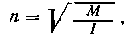 n = √(M/I),